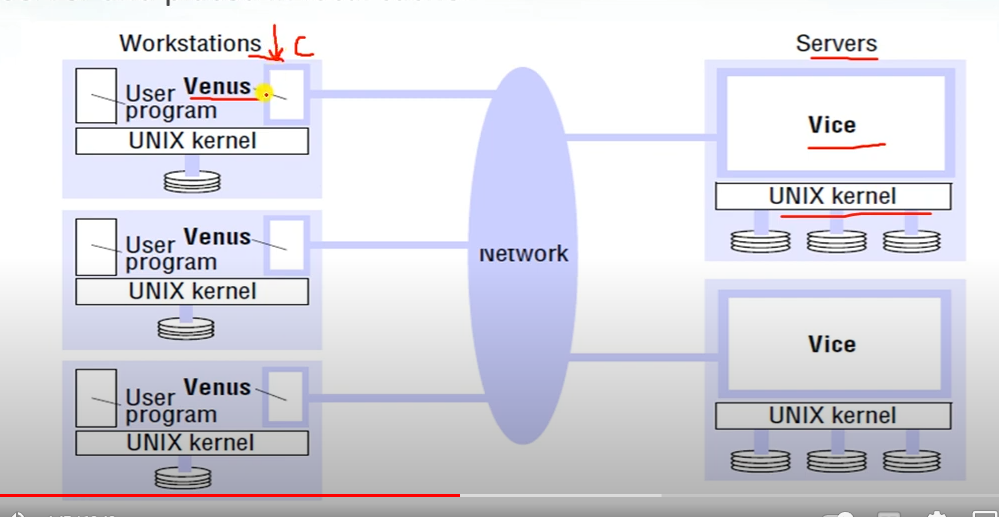 Workstations
C
Servers
User Venus
program
UNIX kernel
Vice
UNIX kernel
User Venus
program
UNIX kernel
Network
User Venus
program
UNIX kernel
Vice
UNIX kernel